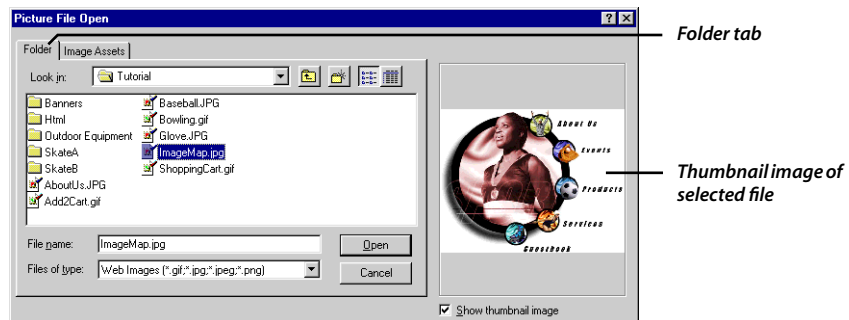 Picture File Open
Folder tab
Folder
Image Assets
Look in:
Tutorial
Banners
Html
Outdoor Equipment
SkateA
SkateB
AboutUs.JPG
Add2Cart.gif
Baseball.JPG
Bowling.gif
Glove.JPG
ImageMap.jpg
ShoppingCart.gif
About Us
Events
Products
Services
Guestbook
Thumbnail image of
selected file
File name:
ImageMap.jpg
Open
Files of type:
Web Images (*.gif;*.jpg;*.jpeg;*.png)
Cancel
Show thumbnail image